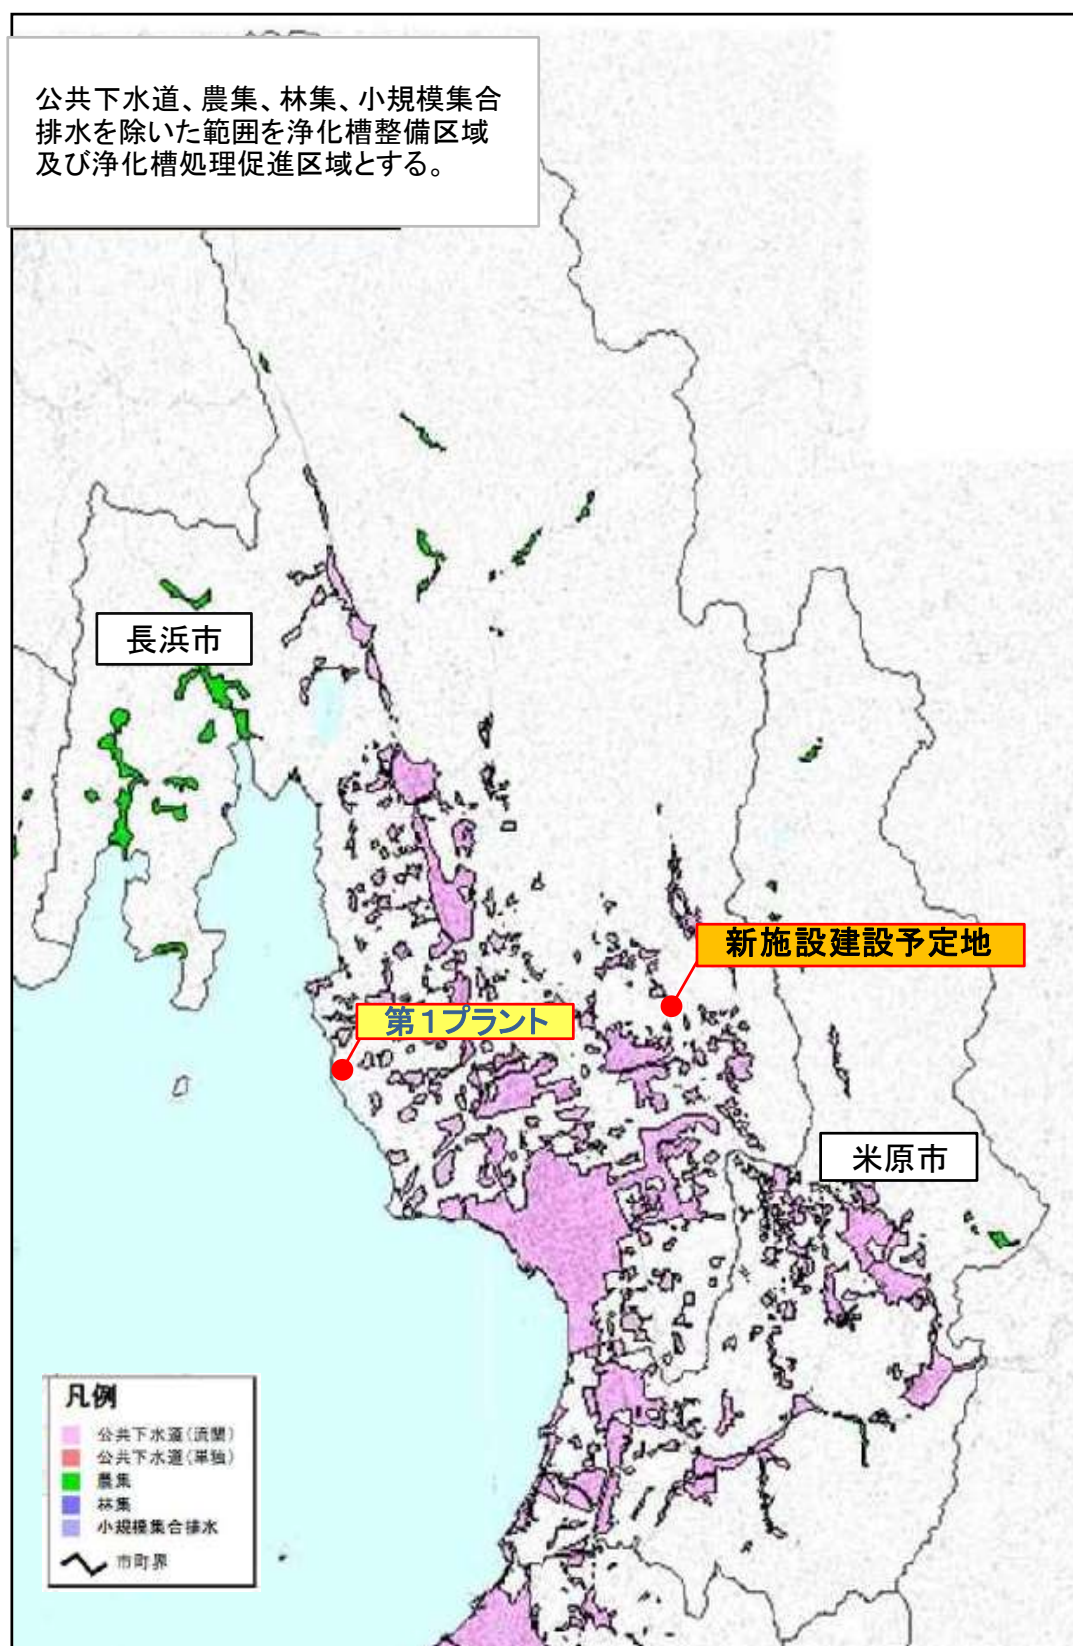 公共下水道、農集、林集、小規模集合
排水を除いた範囲を浄化槽整備区域
及び浄化槽処理促進区域とする。
長浜市
新施設建設予定地
第１プラント
米原市
凡例
公共下水道(流関)
公共下水道(単独)
農集
林集
小規模集合排水
市町界